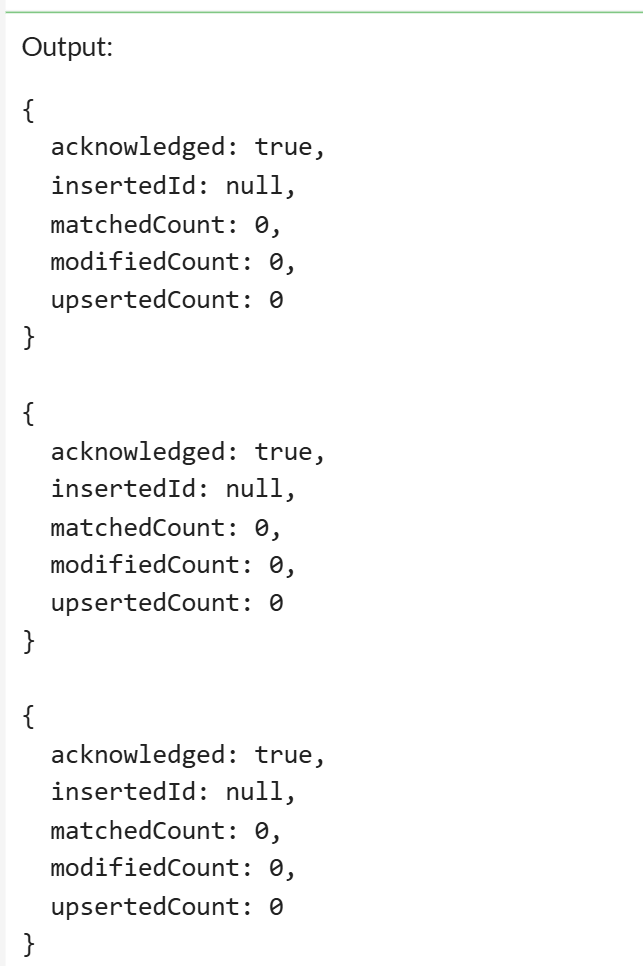 Output:
{
  acknowledged: true,
  insertedId: null,
  matchedCount: 0,
  modifiedCount: 0,
  upsertedCount: 0
}
{
  acknowledged: true,
  insertedId: null,
  matchedCount: 0,
  modifiedCount: 0,
  upsertedCount: 0
}
{
  acknowledged: true,
  insertedId: null,
  matchedCount: 0,
  modifiedCount: 0,
  upsertedCount: 0
}